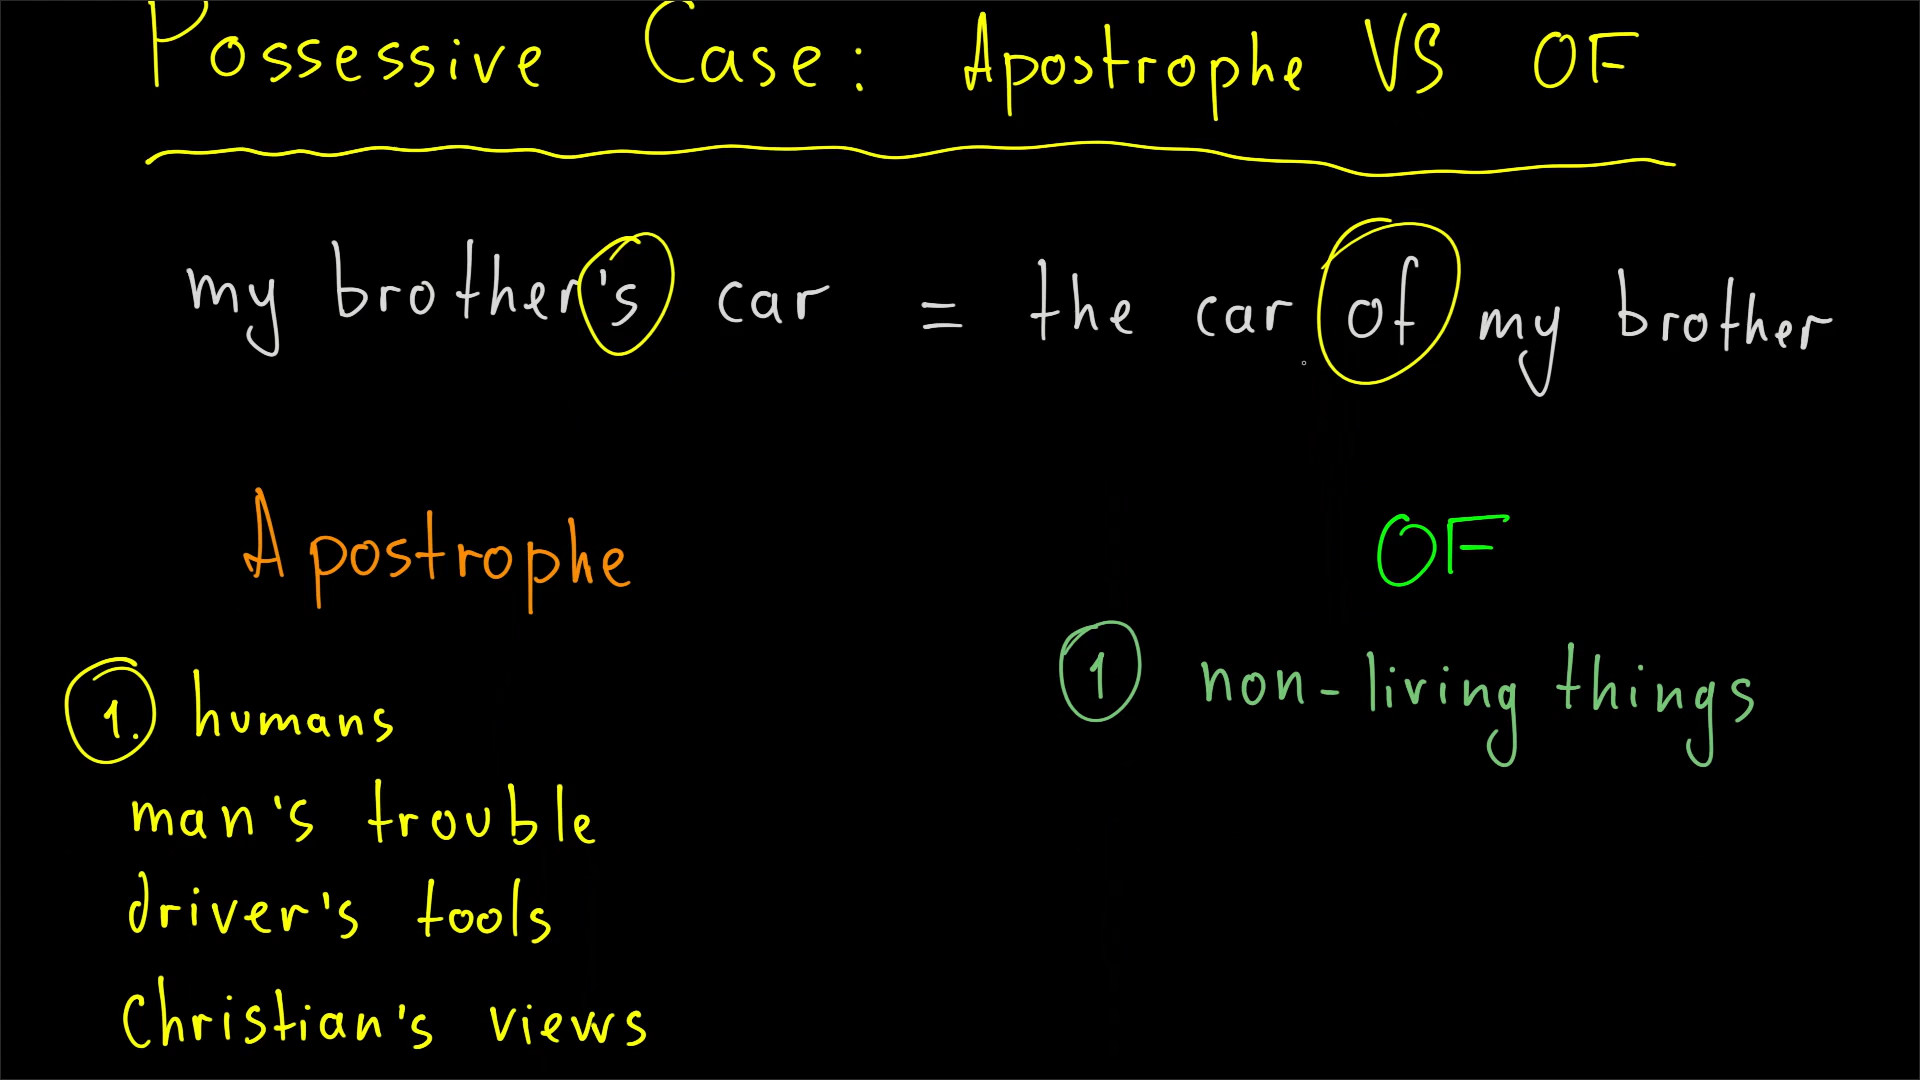 Possessive Case: Apostrophe VS OF
my brother's car = the car of my brother
Apostrophe
OF
1. humans
man's trouble
driver's tools
Christian's views
1 non-living things